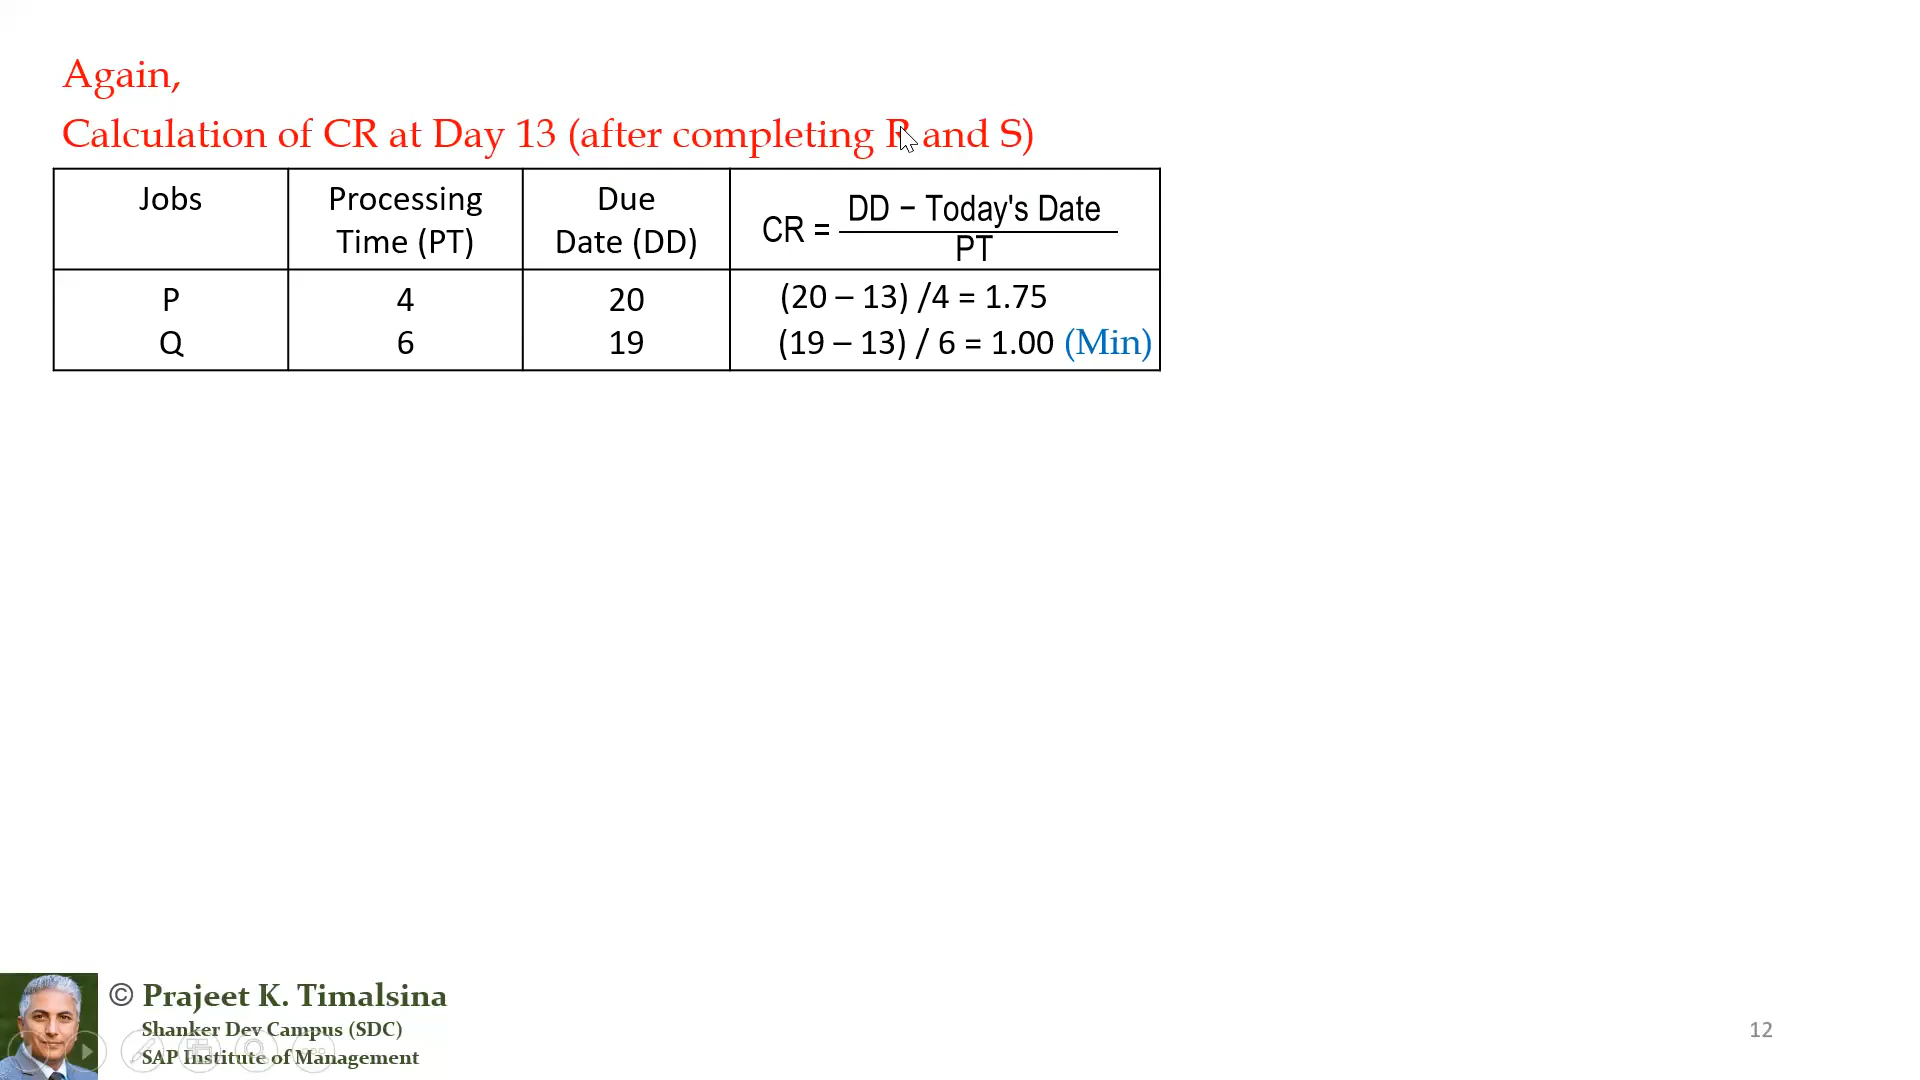 Again,
Calculation of CR at Day 13 (after completing R and S)
Jobs
Processing
Time (PT)
Due
Date (DD)
CR = DD − Today's Date
PT
P 4 20 (20 – 13) /4 = 1.75
Q 6 19 (19 – 13) / 6 = 1.00 (Min)
© Prajeet K. Timalsina
Shanker Dev Campus (SDC)
SAP Institute of Management
12